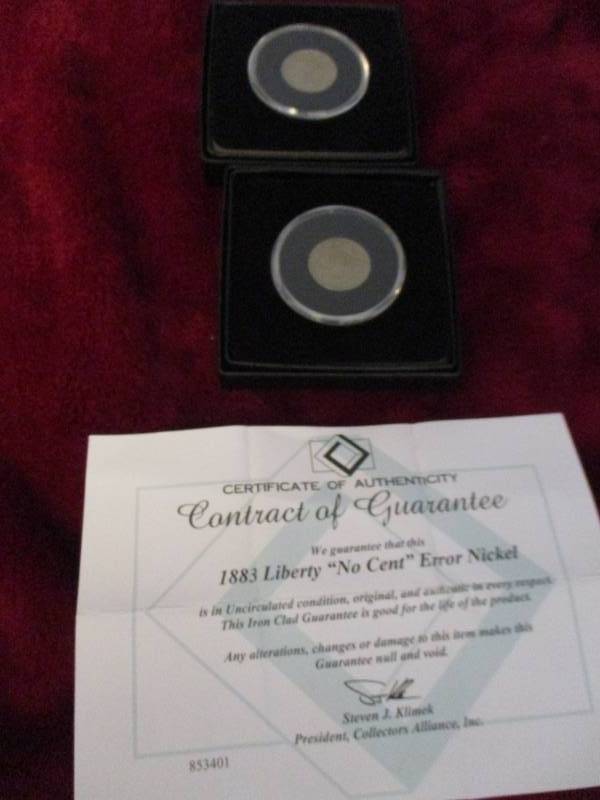 CERTIFICATE OF AUTHENTICITY
Contract of Guarantee
We guarantee that this
1883 Liberty "No Cent" Error Nickel
is in Uncirculated condition, original, and authentic in every respect.
This Iron Clad Guarantee is good for the life of the product.
Any alterations, changes or damage to this item makes this
Guarantee null and void.
Steven J. Klimek
President, Collectors Alliance, Inc.
853401